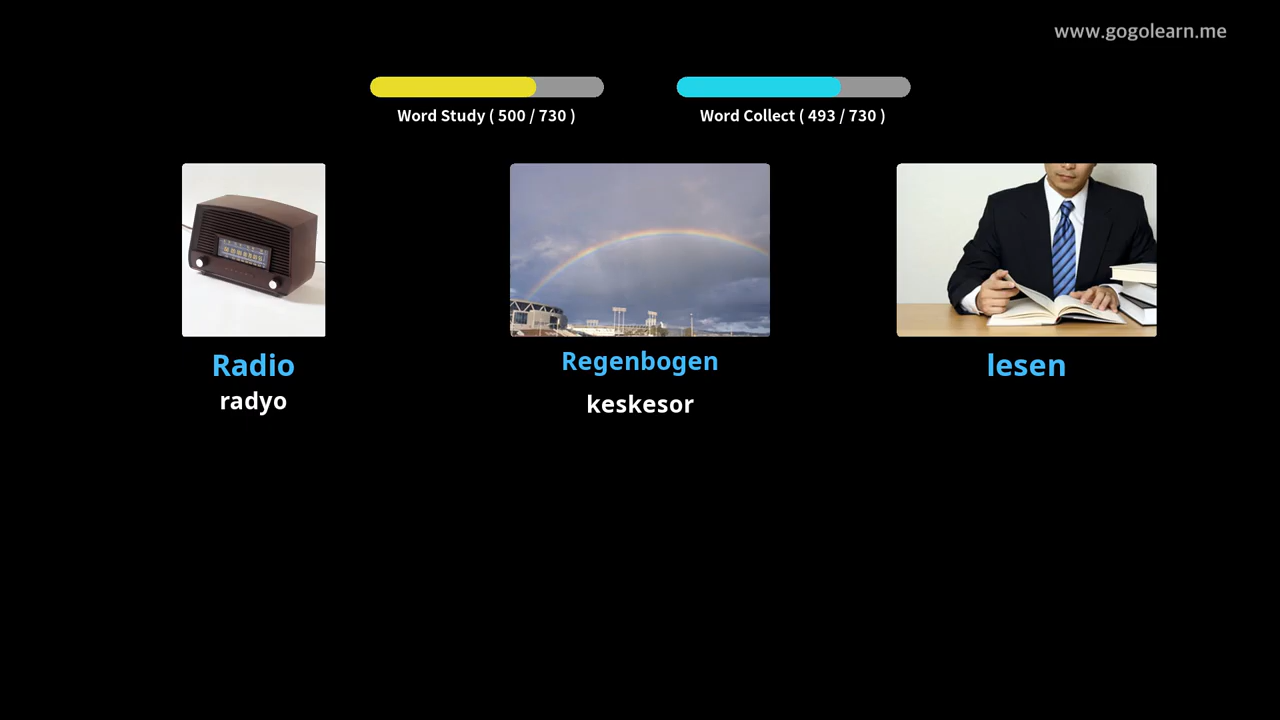 www.gogolearn.me
Word Study ( 500 / 730 )
Word Collect ( 493 / 730 )
Radio
radyo
Regenbogen
keskesor
lesen